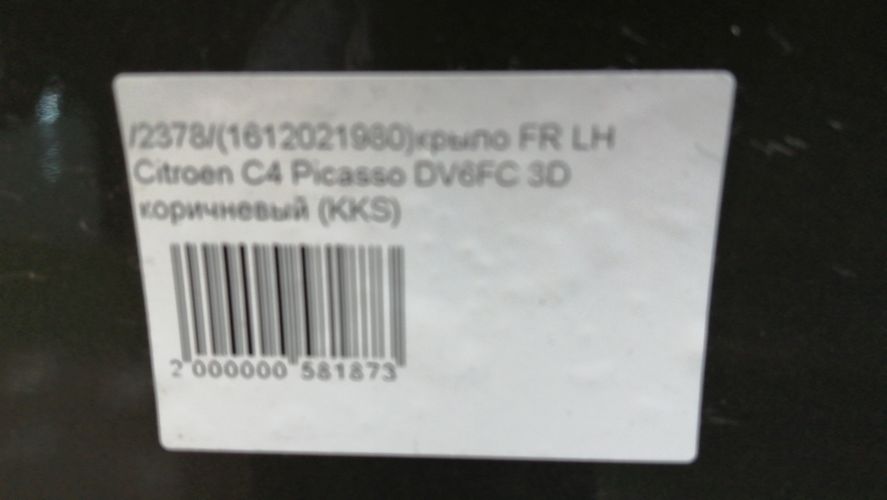 /2378/(1612021980)крыло FR LH
Citroen C4 Picasso DV6FC 3D
коричневый (KKS)
2 000000 581873